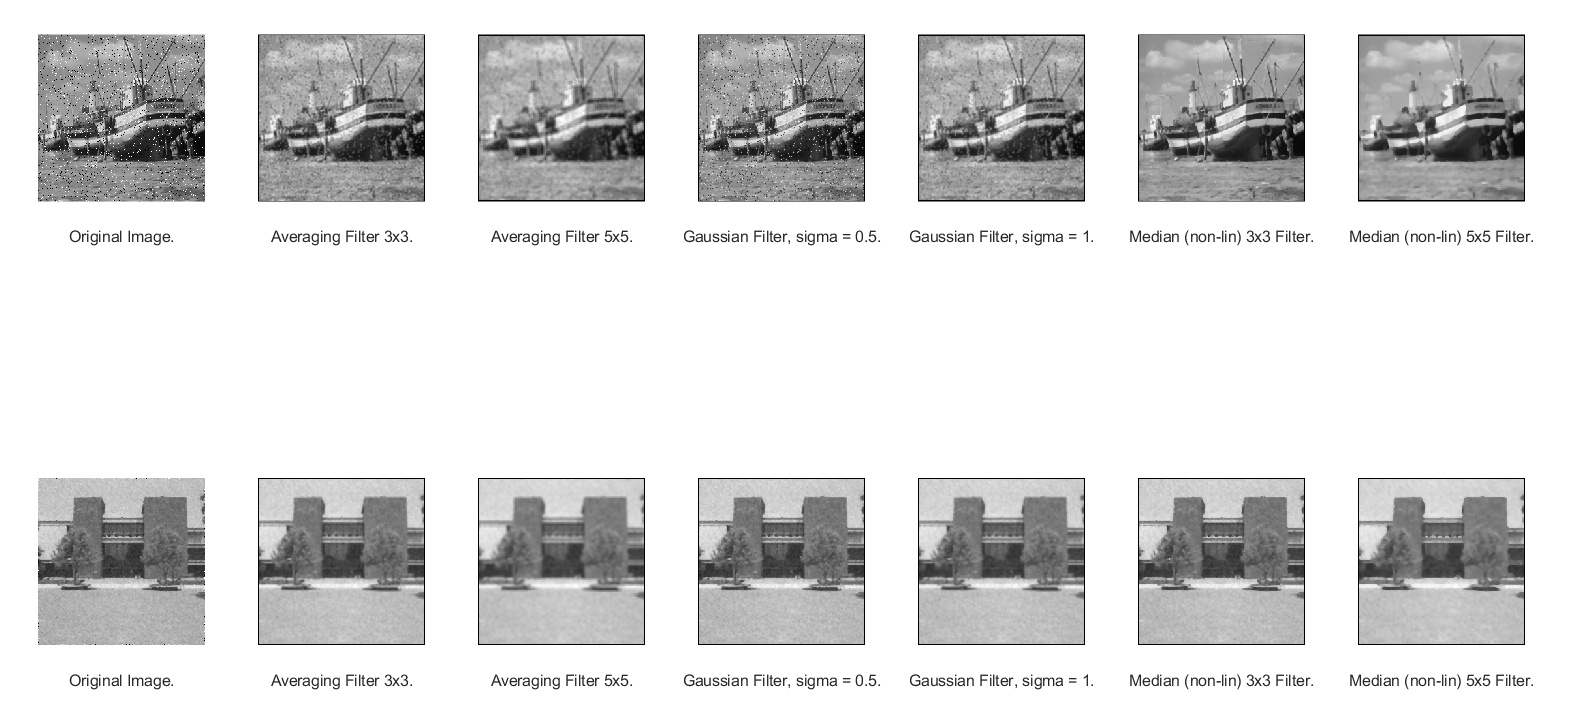 Original Image.
Averaging Filter 3x3.
Averaging Filter 5x5.
Gaussian Filter, sigma = 0.5.
Gaussian Filter, sigma = 1.
Median (non-lin) 3x3 Filter.
Median (non-lin) 5x5 Filter.
Original Image.
Averaging Filter 3x3.
Averaging Filter 5x5.
Gaussian Filter, sigma = 0.5.
Gaussian Filter, sigma = 1.
Median (non-lin) 3x3 Filter.
Median (non-lin) 5x5 Filter.